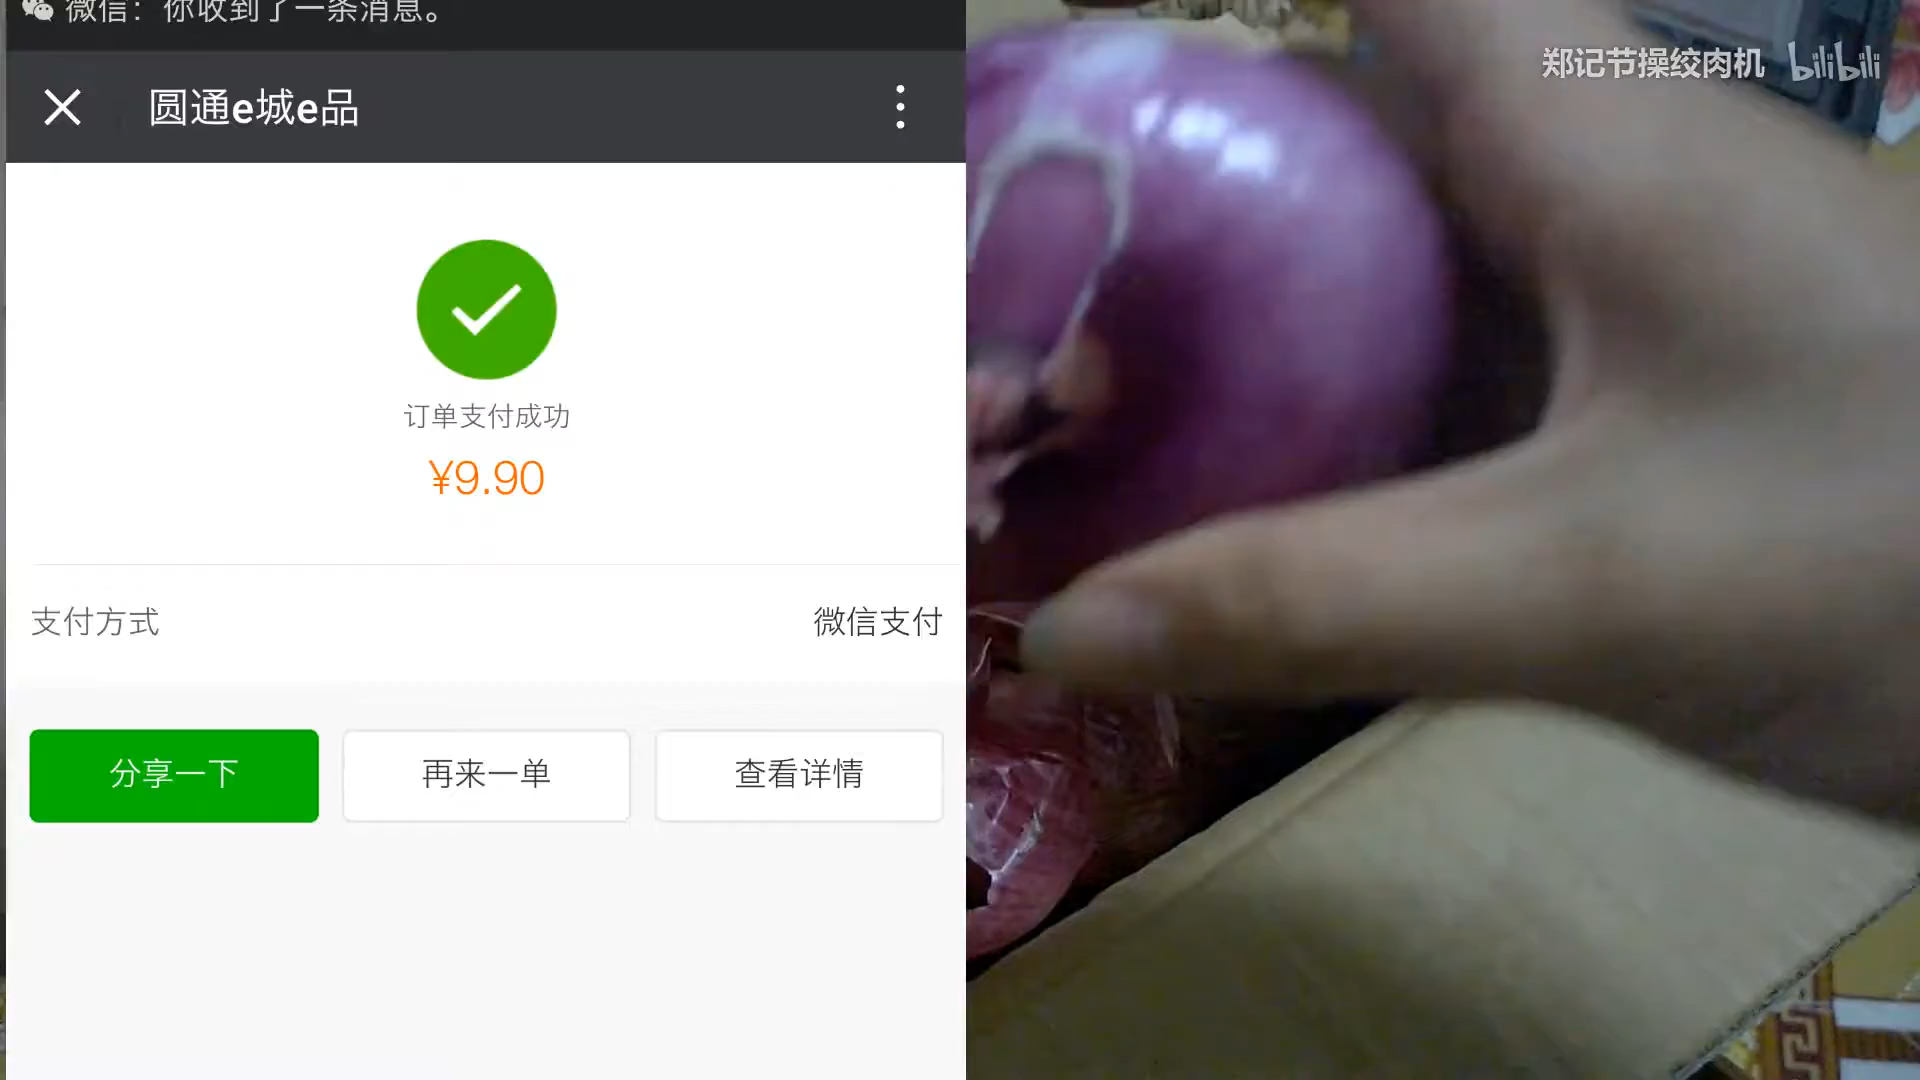 微信：你收到了一条消息。
圆通e城e品
郑记节操绞肉机 bilibili
订单支付成功
¥9.90
支付方式
微信支付
分享一下
再来一单
查看详情